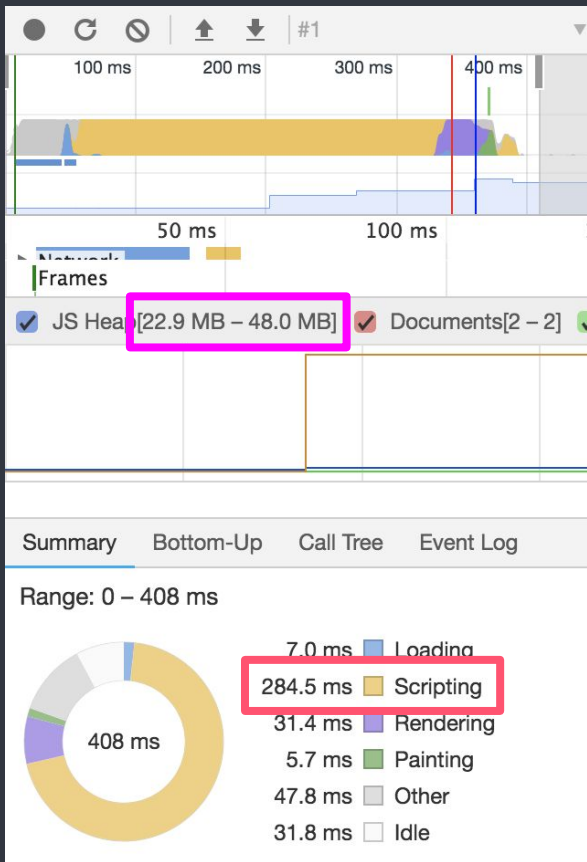 #1
100 ms 200 ms 300 ms 400 ms
50 ms 100 ms
Network
Frames
JS Heap[22.9 MB – 48.0 MB] Documents[2 – 2]
Summary Bottom-Up Call Tree Event Log
Range: 0 – 408 ms
408 ms
7.0 ms Loading
284.5 ms Scripting
31.4 ms Rendering
5.7 ms Painting
47.8 ms Other
31.8 ms Idle